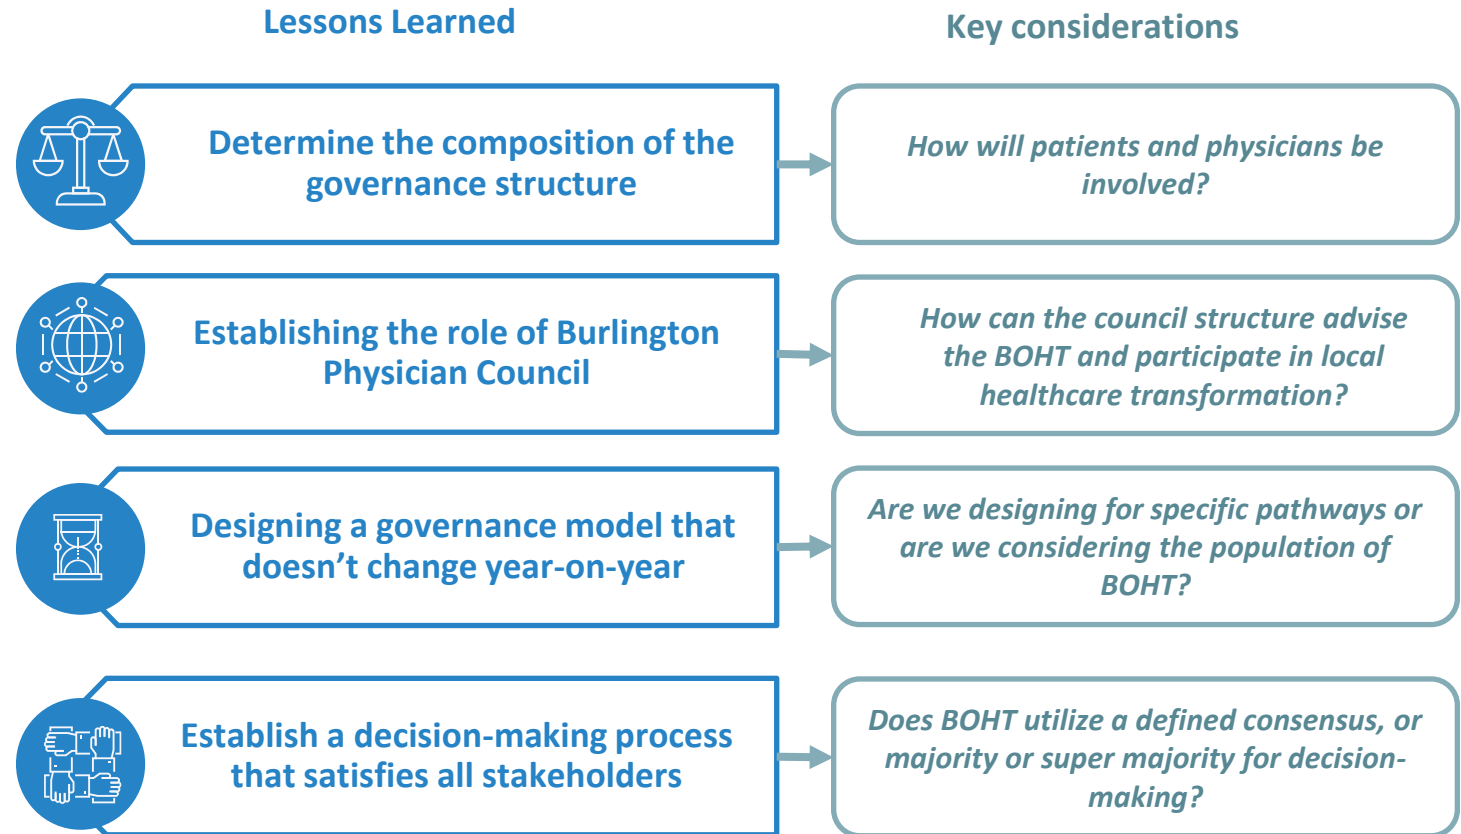 Lessons Learned
Key considerations
Determine the composition of the
governance structure
How will patients and physicians be
involved?
Establishing the role of Burlington
Physician Council
How can the council structure advise
the BOHT and participate in local
healthcare transformation?
Designing a governance model that
doesn’t change year-on-year
Are we designing for specific pathways or
are we considering the population of
BOHT?
Establish a decision-making process
that satisfies all stakeholders
Does BOHT utilize a defined consensus, or
majority or super majority for decision-
making?